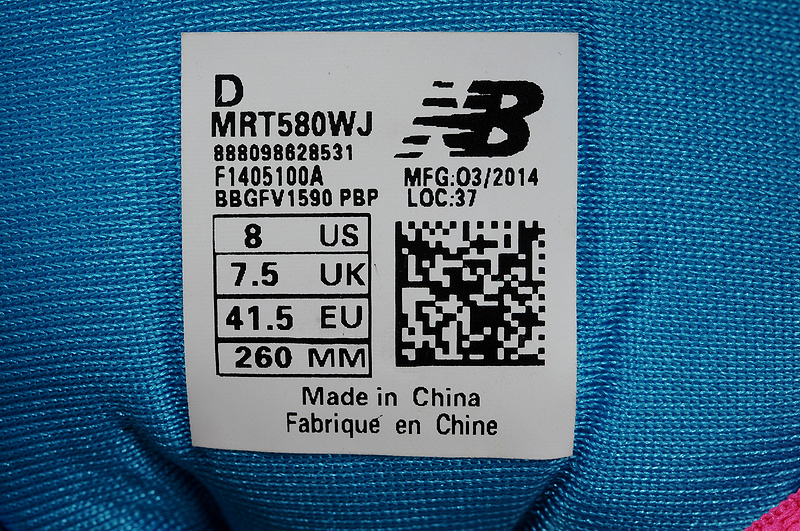 D
MRT580WJ
888098628531
F1405100A
BBGFV1590 PBP
MFG:03/2014
LOC:37
8 US
7.5 UK
41.5 EU
260 MM
Made in China
Fabriqué en Chine